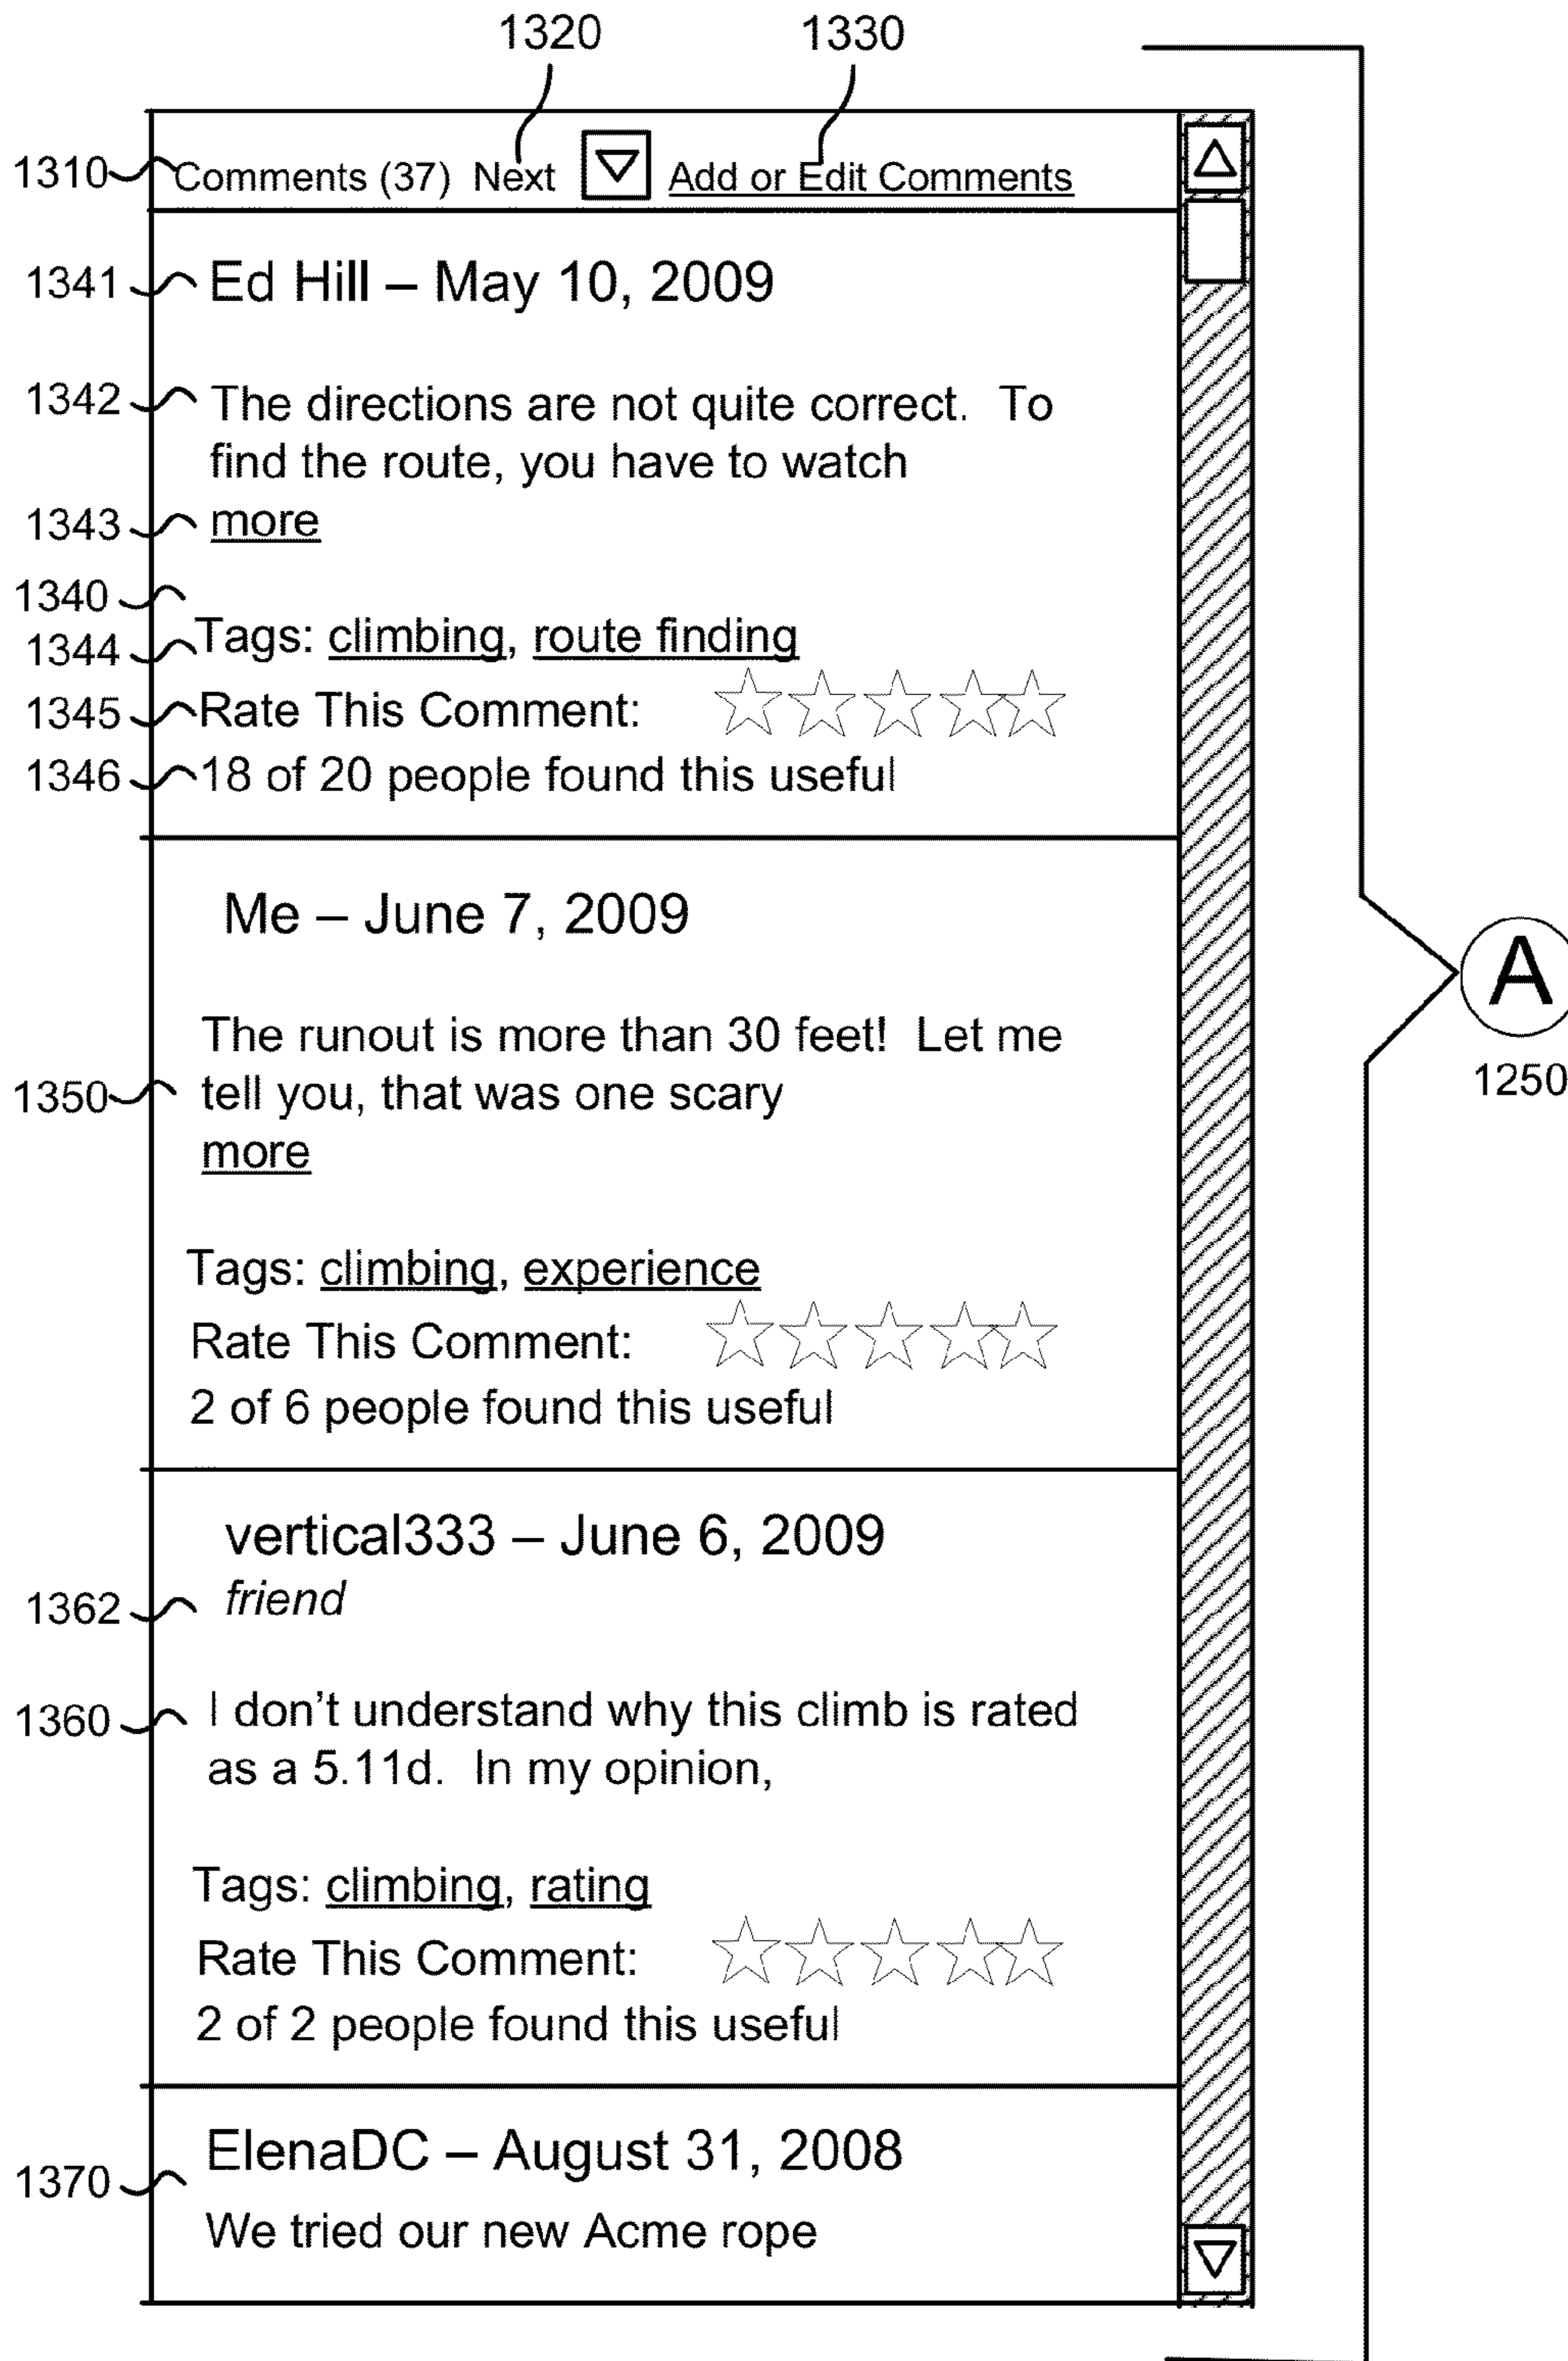 1320 1330
1310 Comments (37) Next Add or Edit Comments
1341 Ed Hill – May 10, 2009
1342 The directions are not quite correct. To
find the route, you have to watch
1343 more
1340
1344 Tags: climbing, route finding
1345 Rate This Comment:
1346 18 of 20 people found this useful
Me – June 7, 2009
A
The runout is more than 30 feet! Let me
1250
1350 tell you, that was one scary
more
Tags: climbing, experience
Rate This Comment:
2 of 6 people found this useful
vertical333 – June 6, 2009
1362 friend
1360 I don't understand why this climb is rated
as a 5.11d. In my opinion,
Tags: climbing, rating
Rate This Comment:
2 of 2 people found this useful
ElenaDC – August 31, 2008
1370
We tried our new Acme rope